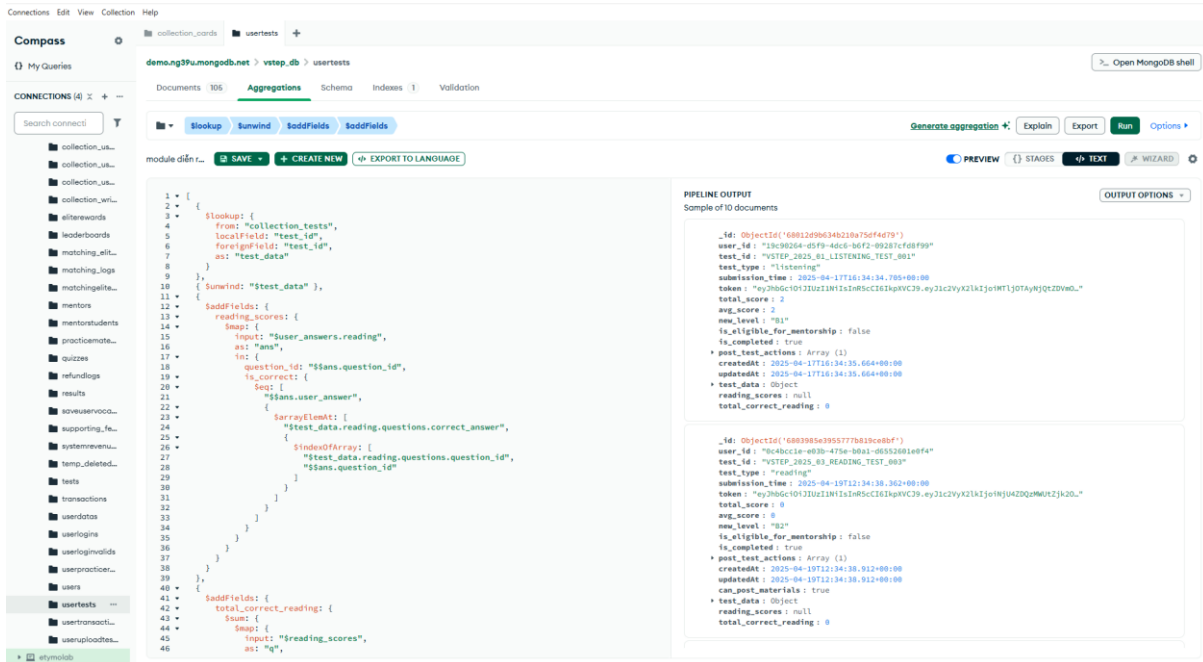 Connections Edit View Collection Help
Compass
{} My Queries
CONNECTIONS (4)
Search connecti
collection_us...
collection_us...
collection_us...
collection_wri...
eliterewards
leaderboards
matching_elit...
matching_logs
matchingelite...
mentors
mentorstudents
practicemate...
quizzes
refundlogs
results
saveuservoca...
supporting_fe...
systemrevenu...
temp_deleted...
tests
transactions
userdatas
userlogins
userloginvalids
userpracticer...
users
usertests ...
usertransacti...
useruploadtes...
etymolab
collection_cards usertests +
demo.ng39u.mongodb.net > vstep_db > usertests
>_ Open MongoDB shell
Documents 106 Aggregations Schema Indexes 1 Validation
$lookup $unwind $addFields $addFields
Generate aggregation Explain Export Run Options
module diễn r... SAVE + CREATE NEW </> EXPORT TO LANGUAGE
PREVIEW {} STAGES </> TEXT WIZARD
1 [
2 {
3 $lookup: {
4 from: "collection_tests",
5 localField: "test_id",
6 foreignField: "test_id",
7 as: "test_data"
8 }
9 },
10 { $unwind: "$test_data" },
11 {
12 $addFields: {
13 reading_scores: {
14 $map: {
15 input: "$user_answers.reading",
16 as: "ans",
17 in: {
18 question_id: "$$ans.question_id",
19 is_correct: {
20 $eq: [
21 "$$ans.user_answer",
22 {
23 $arrayElemAt: [
24 "$test_data.reading.questions.correct_answer",
25 {
26 $indexOfArray: [
27 "$test_data.reading.questions.question_id",
28 "$$ans.question_id"
29 ]
30 }
31 ]
32 }
33 ]
34 }
35 }
36 }
37 }
38 }
39 },
40 {
41 $addFields: {
42 total_correct_reading: {
43 $sum: {
44 $map: {
45 input: "$reading_scores",
46 as: "q",
PIPELINE OUTPUT
Sample of 10 documents
OUTPUT OPTIONS
_id: ObjectId('68012d9b634b210a75df4d79')
user_id : "19c90264-d5f9-4dc6-b6f2-09287cfd8f99"
test_id : "VSTEP_2025_01_LISTENING_TEST_001"
test_type : "listening"
submission_time : 2025-04-17T16:34:34.705+00:00
total_score : 2
avg_score : 2
new_level : "B1"
is_eligible_for_mentorship : false
is_completed : true
post_test_actions : Array (1)
createdAt : 2025-04-17T16:34:35.664+00:00
updatedAt : 2025-04-17T16:34:35.664+00:00
test_data : Object
reading_scores : null
total_correct_reading : 0
_id: ObjectId('6803985e3955777b819ce8bf')
user_id : "0c4bcc1e-e03b-475e-b0a1-d6552601e0f4"
test_id : "VSTEP_2025_03_READING_TEST_003"
test_type : "reading"
submission_time : 2025-04-19T12:34:38.362+00:00
total_score : 0
avg_score : 0
new_level : "B2"
is_eligible_for_mentorship : false
is_completed : true
post_test_actions : Array (1)
createdAt : 2025-04-19T12:34:38.912+00:00
updatedAt : 2025-04-19T12:34:38.912+00:00
can_post_materials : true
test_data : Object
reading_scores : null
total_correct_reading : 0